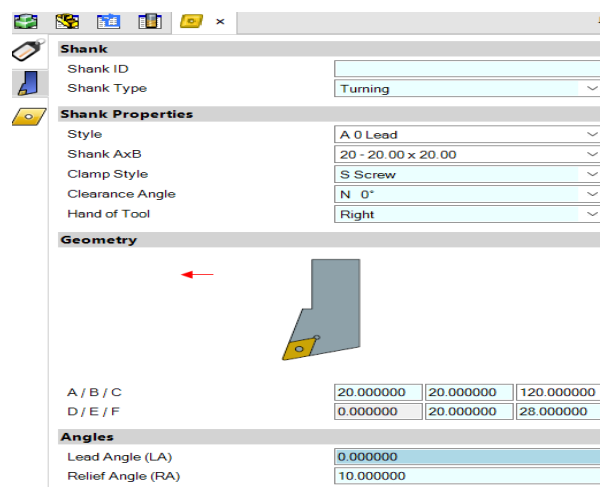 Shank
Shank ID
Shank Type Turning
Shank Properties
Style A 0 Lead
Shank AxB 20 - 20.00 x 20.00
Clamp Style S Screw
Clearance Angle N 0°
Hand of Tool Right
Geometry
A / B / C 20.000000 20.000000 120.000000
D / E / F 0.000000 20.000000 28.000000
Angles
Lead Angle (LA) 0.000000
Relief Angle (RA) 10.000000